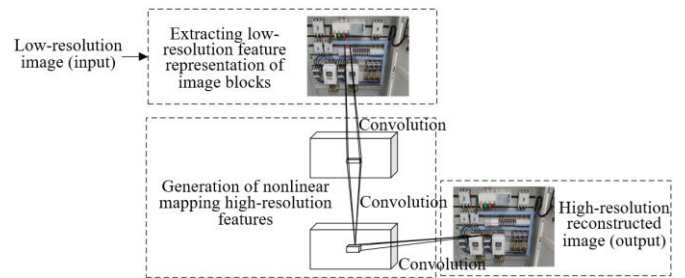 Low-resolution
image (input)
Extracting low-
resolution feature
representation of
image blocks
Convolution
Generation of nonlinear
mapping high-resolution
features
Convolution
Convolution
High-resolution
reconstructed
image (output)